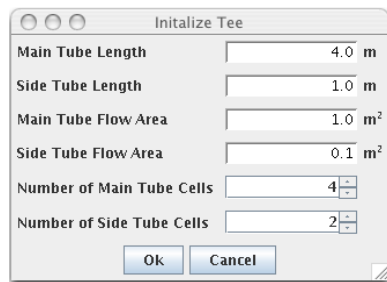 Initalize Tee
Main Tube Length 4.0 m
Side Tube Length 1.0 m
Main Tube Flow Area 1.0 m²
Side Tube Flow Area 0.1 m²
Number of Main Tube Cells 4
Number of Side Tube Cells 2
Ok Cancel